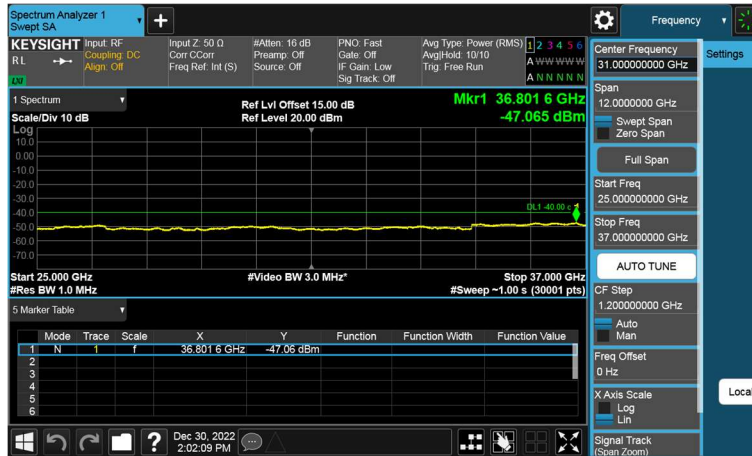 Spectrum Analyzer 1
Swept SA
Frequency
KEYSIGHT
RL
LXI
Input: RF
Coupling: DC
Align: Off
Input Z: 50 Ω
Corr CCorr
Freq Ref: Int (S)
#Atten: 16 dB
Preamp: Off
Source: Off
PNO: Fast
Gate: Off
IF Gain: Low
Sig Track: Off
Avg Type: Power (RMS)
Avg|Hold: 10/10
Trig: Free Run
1 2 3 4 5 6
A W W W W W
A N N N N N
1 Spectrum
Scale/Div 10 dB
Ref Lvl Offset 15.00 dB
Ref Level 20.00 dBm
Mkr1 36.801 6 GHz
-47.065 dBm
Log
10.0
0.00
-10.0
-20.0
-30.0
-40.0
-50.0
-60.0
-70.0
DL1 -40.00
Start 25.000 GHz
#Res BW 1.0 MHz
#Video BW 3.0 MHz*
Stop 37.000 GHz
#Sweep ~1.00 s (30001 pts)
5 Marker Table
Mode Trace Scale X Y Function Function Width Function Value
1 N 1 f 36.801 6 GHz -47.06 dBm
2
3
4
5
6
Dec 30, 2022
2:02:09 PM
Center Frequency
31.000000000 GHz
Settings
Span
12.0000000 GHz
Swept Span
Zero Span
Full Span
Start Freq
25.000000000 GHz
Stop Freq
37.000000000 GHz
AUTO TUNE
CF Step
1.200000000 GHz
Auto
Man
Freq Offset
0 Hz
X Axis Scale
Log
Lin
Local
Signal Track
(Span Zoom)